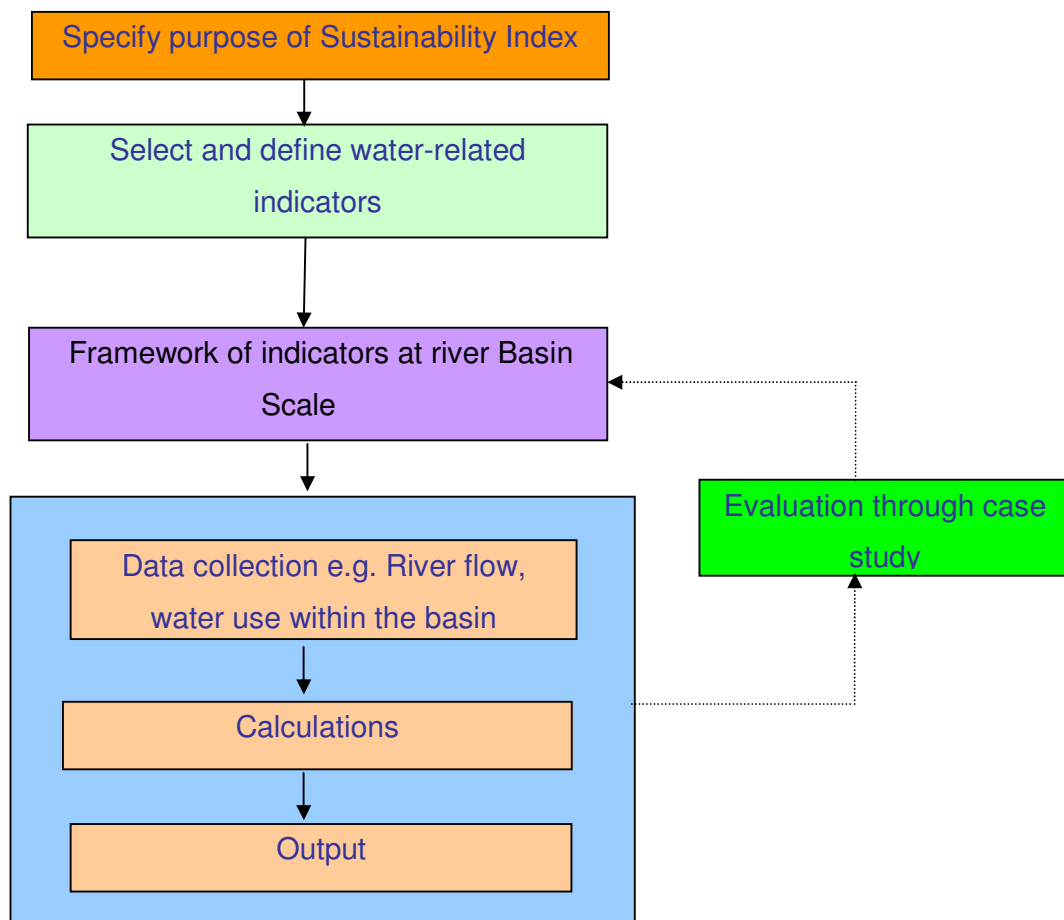 Specify purpose of Sustainability Index
Select and define water-related
indicators
Framework of indicators at river Basin
Scale
Evaluation through case
study
Data collection e.g. River flow,
water use within the basin
Calculations
Output